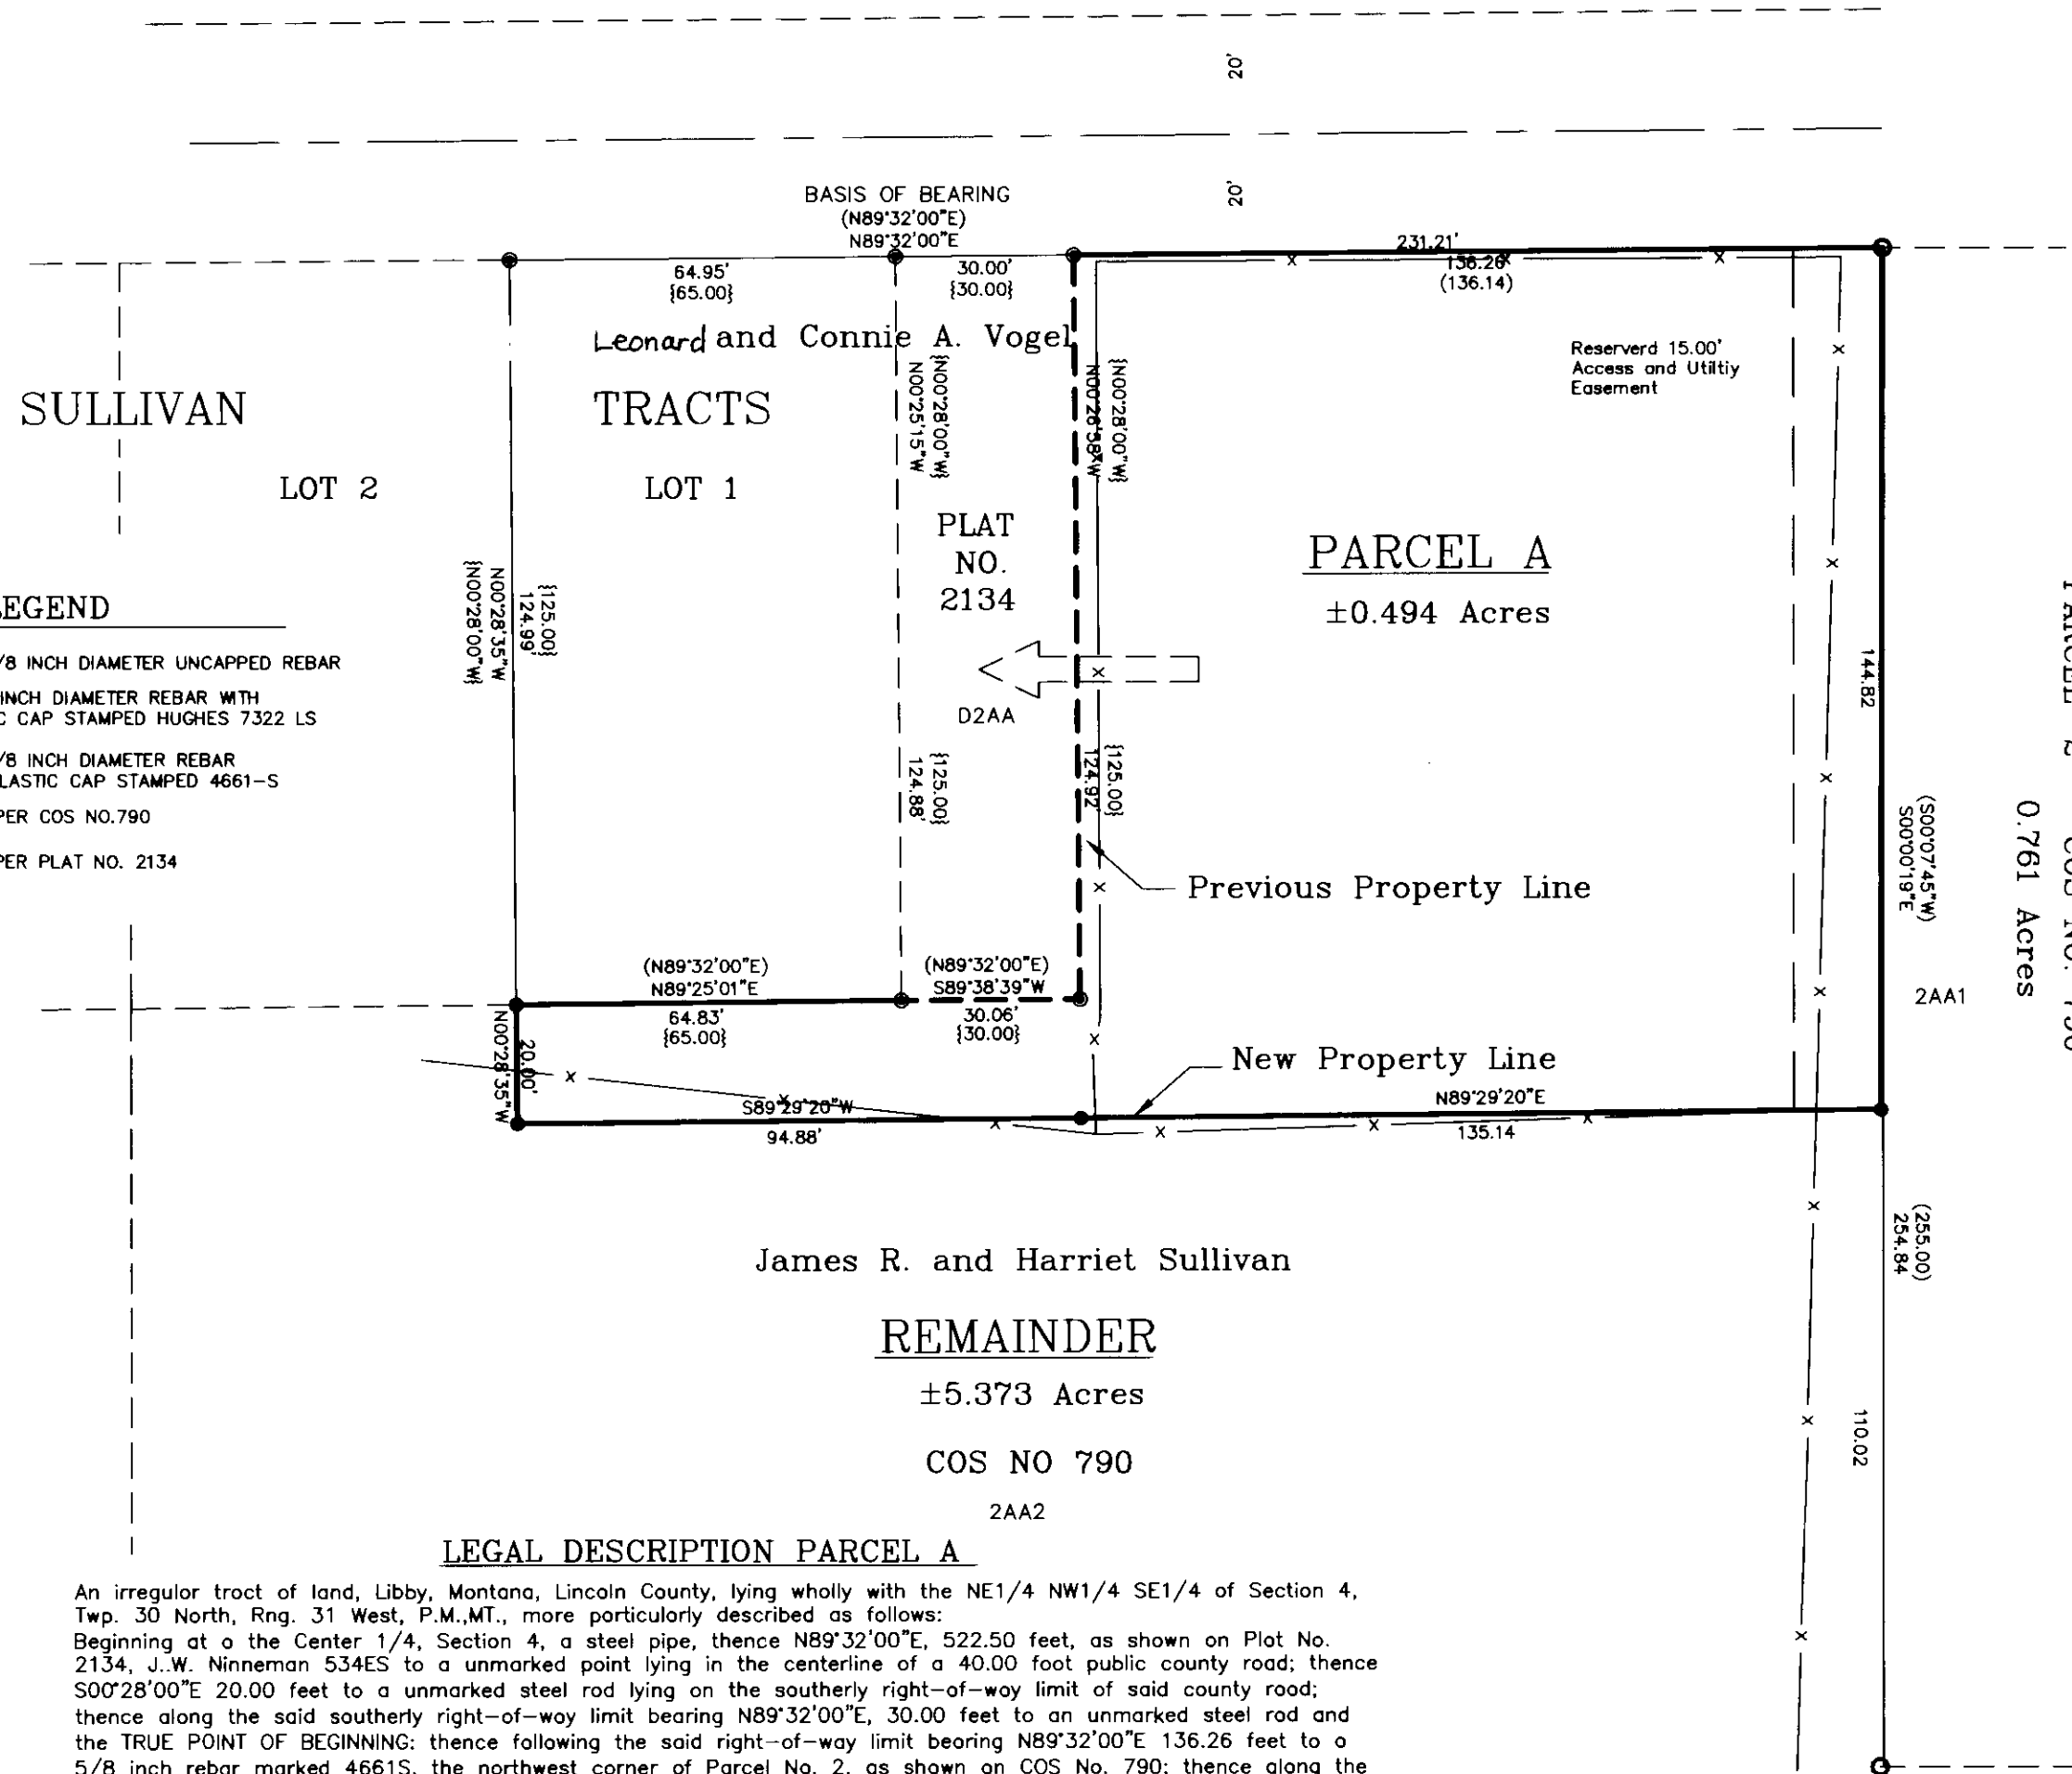 20'
20'
BASIS OF BEARING
(N89°32'00"E)
N89°32'00"E
231.21'
136.26
(136.14)
64.95'
{65.00}
30.00'
{30.00}
Leonard and Connie A. Vogel
Reserverd 15.00'
Access and Utiltiy
Easement
SULLIVAN
TRACTS
LOT 2
LOT 1
{N00°28'00"W}
N00°25'15"W
{N00°28'00"W}
N00°28'58"W
PLAT
NO.
2134
PARCEL A
±0.494 Acres
{125.00}
124.99'
N00°28'35"W
{N00°28'00"W}
LEGEND
/8 INCH DIAMETER UNCAPPED REBAR
INCH DIAMETER REBAR WITH
C CAP STAMPED HUGHES 7322 LS
/8 INCH DIAMETER REBAR
LASTIC CAP STAMPED 4661-S
PER COS NO.790
PER PLAT NO. 2134
D2AA
{125.00}
124.88'
{125.00}
124.92'
144.82
(S00°07'45"W)
S00°00'19"E
0.761 Acres
2AA1
Previous Property Line
(N89°32'00"E)
N89°25'01"E
64.83'
{65.00}
(N89°32'00"E)
S89°38'39"W
30.06'
{30.00}
20.00'
N00°28'35"W
New Property Line
S89°29'20"W
94.88'
N89°29'20"E
135.14
(255.00)
254.84
110.02
James R. and Harriet Sullivan
REMAINDER
±5.373 Acres
COS NO 790
2AA2
LEGAL DESCRIPTION PARCEL A
An irregulor troct of land, Libby, Montana, Lincoln County, lying wholly with the NE1/4 NW1/4 SE1/4 of Section 4,
Twp. 30 North, Rng. 31 West, P.M.,MT., more porticulorly described as follows:
Beginning at o the Center 1/4, Section 4, a steel pipe, thence N89°32'00"E, 522.50 feet, as shown on Plot No.
2134, J..W. Ninneman 534ES to a unmarked point lying in the centerline of a 40.00 foot public county road; thence
S00°28'00"E 20.00 feet to a unmarked steel rod lying on the southerly right-of-woy limit of said county rood;
thence along the said southerly right-of-woy limit bearing N89°32'00"E, 30.00 feet to an unmarked steel rod and
the TRUE POINT OF BEGINNING: thence following the said right-of-way limit beoring N89°32'00"E 136.26 feet to o
5/8 inch rebar marked 4661S, the northwest corner of Parcel No. 2, as shown on COS No. 790; thence along the